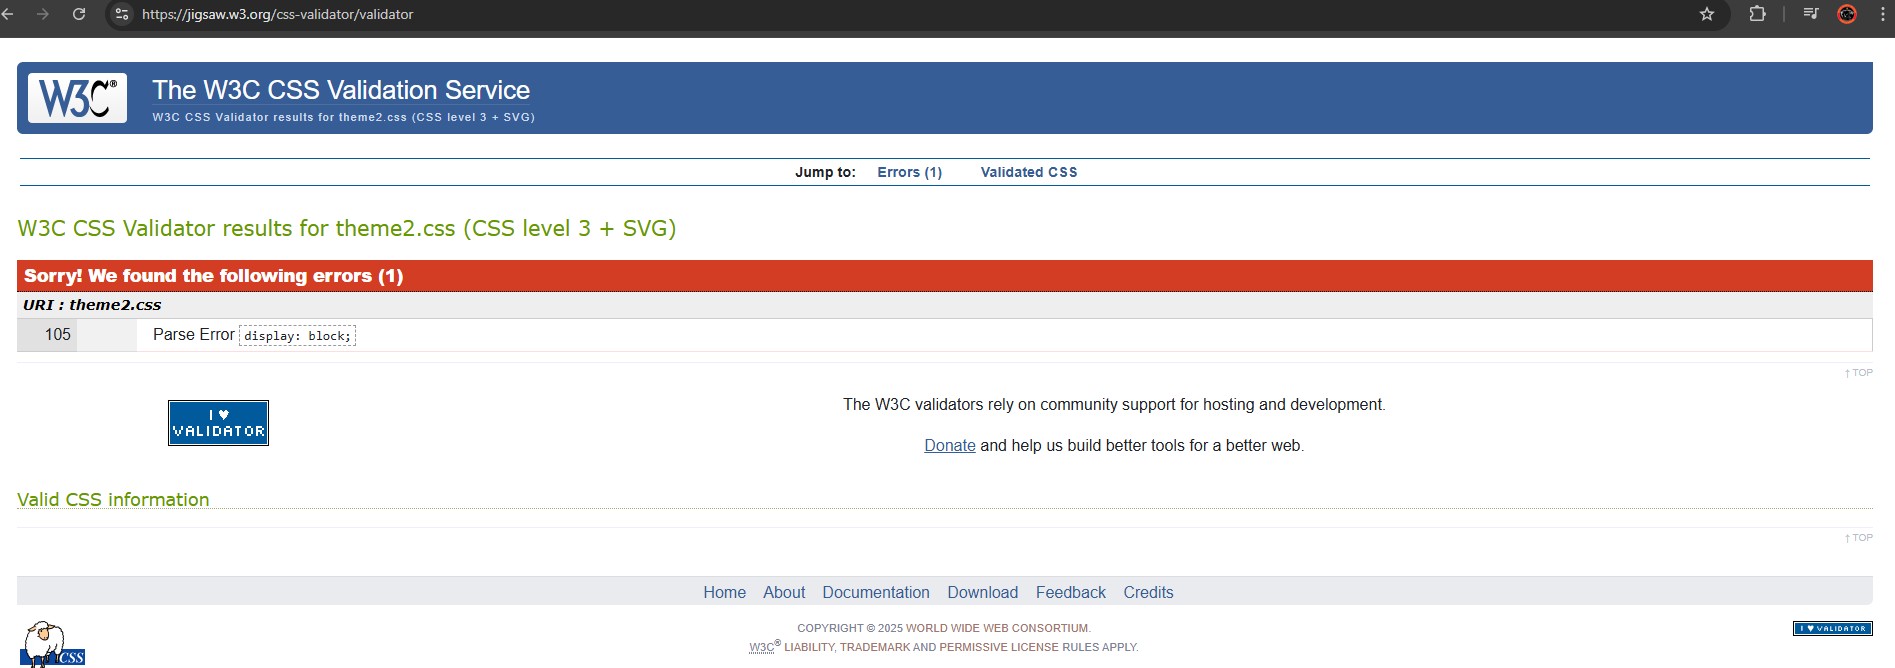 https://jigsaw.w3.org/css-validator/validator
W3C®
The W3C CSS Validation Service
W3C CSS Validator results for theme2.css (CSS level 3 + SVG)
Jump to: Errors (1) Validated CSS
W3C CSS Validator results for theme2.css (CSS level 3 + SVG)
Sorry! We found the following errors (1)
URI : theme2.css
105 Parse Error display: block;
↑ TOP
I ♥
VALIDATOR
The W3C validators rely on community support for hosting and development.
Donate and help us build better tools for a better web.
Valid CSS information
↑ TOP
Home About Documentation Download Feedback Credits
CSS
COPYRIGHT © 2025 WORLD WIDE WEB CONSORTIUM.
W3C® LIABILITY, TRADEMARK AND PERMISSIVE LICENSE RULES APPLY.
I ♥ VALIDATOR